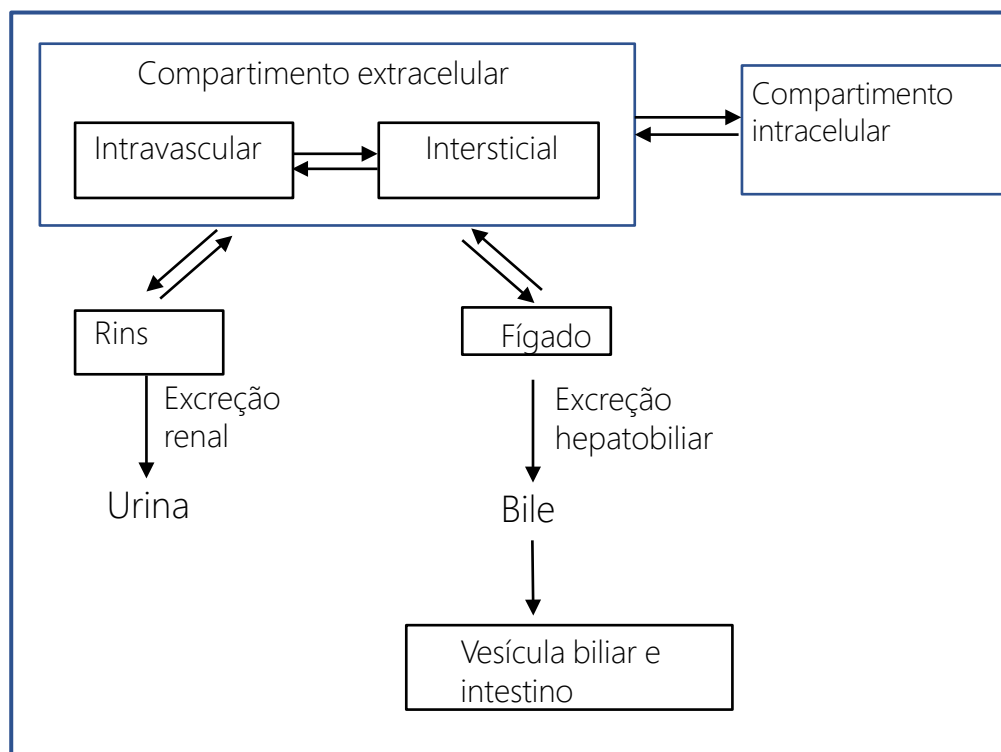 Compartimento extracelular
Compartimento
intracelular
Intravascular
Intersticial
Rins
Fígado
Excreção
renal
Excreção
hepatobiliar
Urina
Bile
Vesícula biliar e
intestino